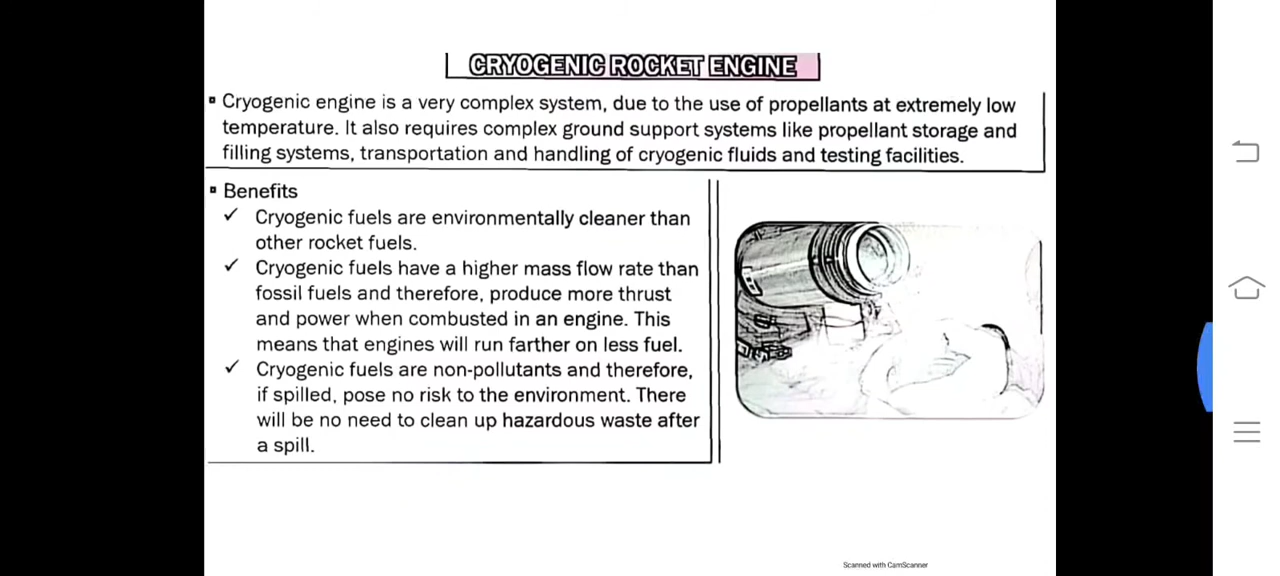 CRYOGENIC ROCKET ENGINE
▪ Cryogenic engine is a very complex system, due to the use of propellants at extremely low
temperature. It also requires complex ground support systems like propellant storage and
filling systems, transportation and handling of cryogenic fluids and testing facilities.
▪ Benefits
✓ Cryogenic fuels are environmentally cleaner than
other rocket fuels.
✓ Cryogenic fuels have a higher mass flow rate than
fossil fuels and therefore, produce more thrust
and power when combusted in an engine. This
means that engines will run farther on less fuel.
✓ Cryogenic fuels are non-pollutants and therefore,
if spilled, pose no risk to the environment. There
will be no need to clean up hazardous waste after
a spill.
Scanned with CamScanner